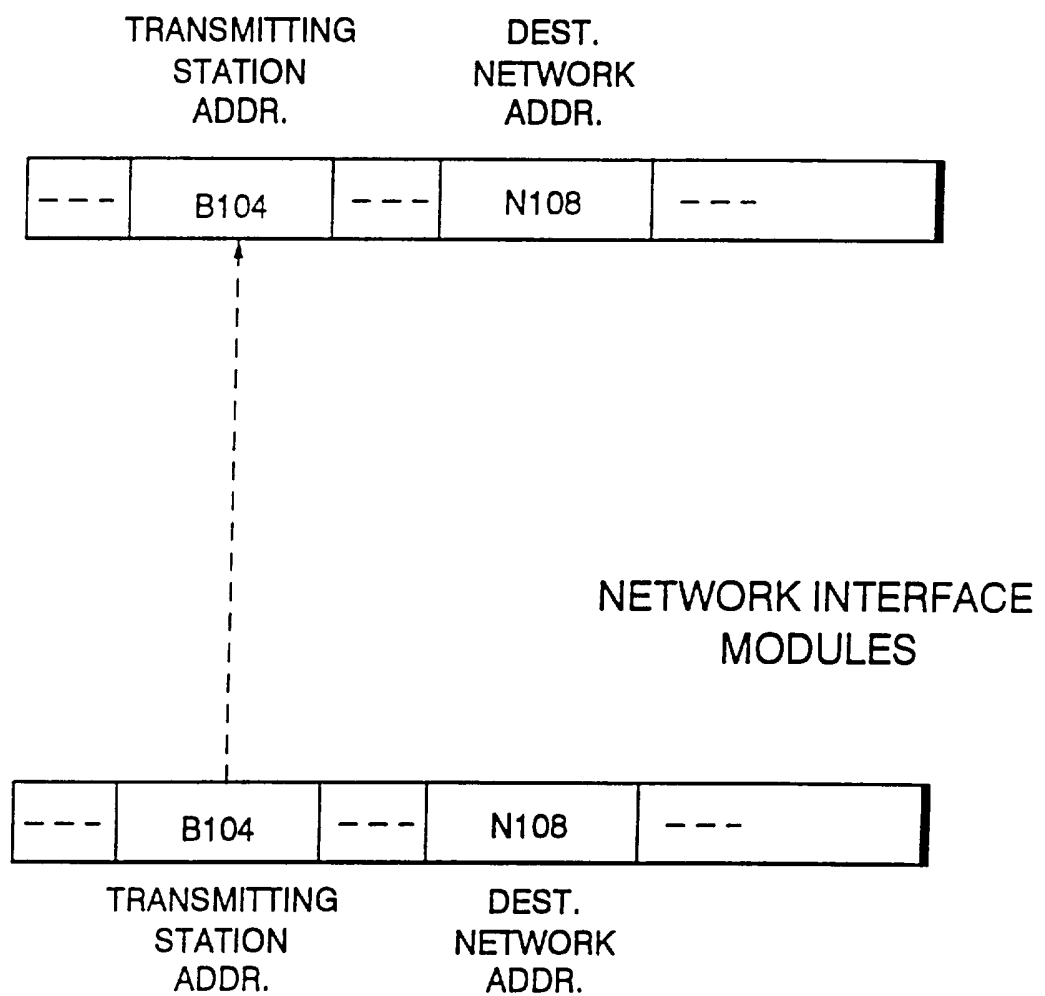 TRANSMITTING
STATION
ADDR.
DEST.
NETWORK
ADDR.
--- B104 --- N108 ---
NETWORK INTERFACE
MODULES
--- B104 --- N108 ---
TRANSMITTING
STATION
ADDR.
DEST.
NETWORK
ADDR.